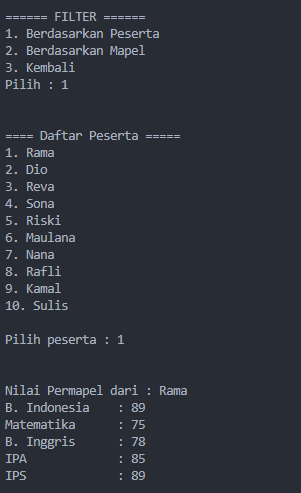 ====== FILTER ======
1. Berdasarkan Peserta
2. Berdasarkan Mapel
3. Kembali
Pilih : 1
==== Daftar Peserta =====
1. Rama
2. Dio
3. Reva
4. Sona
5. Riski
6. Maulana
7. Nana
8. Rafli
9. Kamal
10. Sulis
Pilih peserta : 1
Nilai Permapel dari : Rama
B. Indonesia    : 89
Matematika      : 75
B. Inggris      : 78
IPA             : 85
IPS             : 89